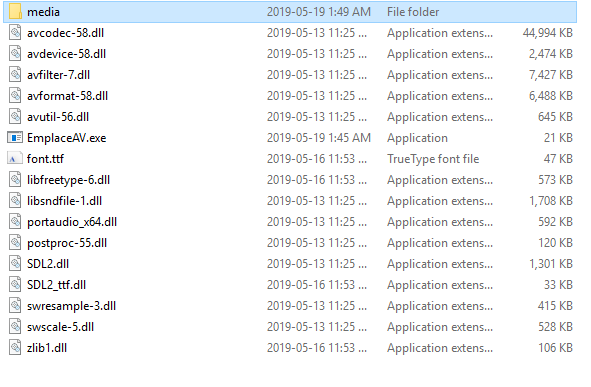 media 2019-05-19 1:49 AM File folder
avcodec-58.dll 2019-05-13 11:25 ... Application extens... 44,994 KB
avdevice-58.dll 2019-05-13 11:25 ... Application extens... 2,474 KB
avfilter-7.dll 2019-05-13 11:25 ... Application extens... 7,427 KB
avformat-58.dll 2019-05-13 11:25 ... Application extens... 6,488 KB
avutil-56.dll 2019-05-13 11:25 ... Application extens... 645 KB
EmplaceAV.exe 2019-05-19 1:45 AM Application 21 KB
font.ttf 2019-05-16 11:53 ... TrueType font file 47 KB
libfreetype-6.dll 2019-05-16 11:53 ... Application extens... 573 KB
libsndfile-1.dll 2019-05-13 11:25 ... Application extens... 1,708 KB
portaudio_x64.dll 2019-05-13 11:25 ... Application extens... 592 KB
postproc-55.dll 2019-05-13 11:25 ... Application extens... 120 KB
SDL2.dll 2019-05-13 11:25 ... Application extens... 1,301 KB
SDL2_ttf.dll 2019-05-16 11:53 ... Application extens... 33 KB
swresample-3.dll 2019-05-13 11:25 ... Application extens... 415 KB
swscale-5.dll 2019-05-13 11:25 ... Application extens... 528 KB
zlib1.dll 2019-05-16 11:53 ... Application extens... 106 KB